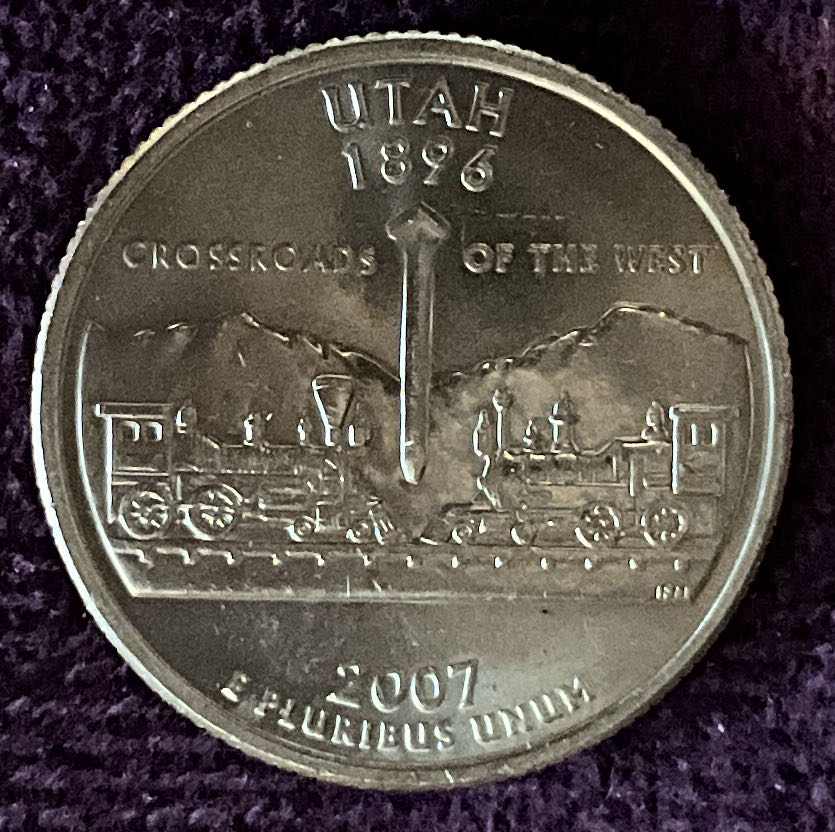 UTAH
1896
CROSSROADS OF THE WEST
2007
E PLURIBUS UNUM